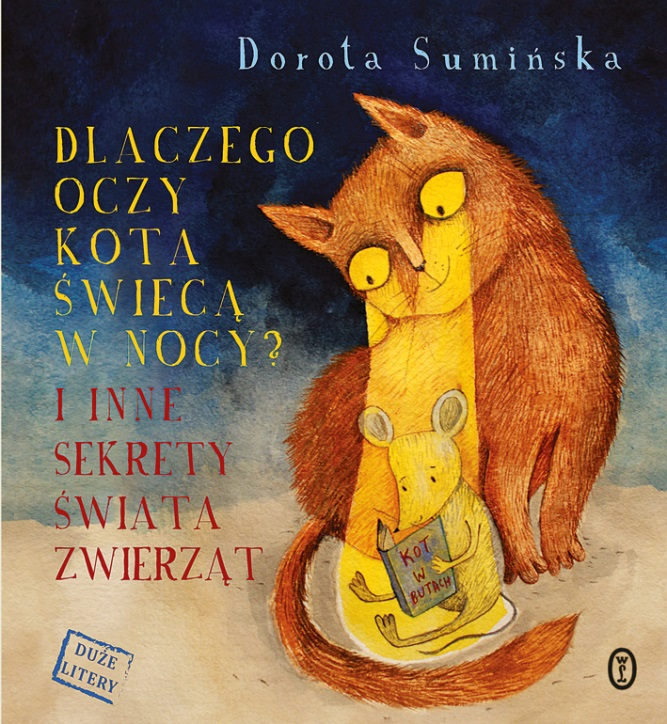 Dorota Sumińska
DLACZEGO
OCZY
KOTA
ŚWIECĄ
W NOCY?
I INNE
SEKRETY
ŚWIATA
ZWIERZĄT
KOT
W
BUTACH
DUŻE
LITERY
W
Ł